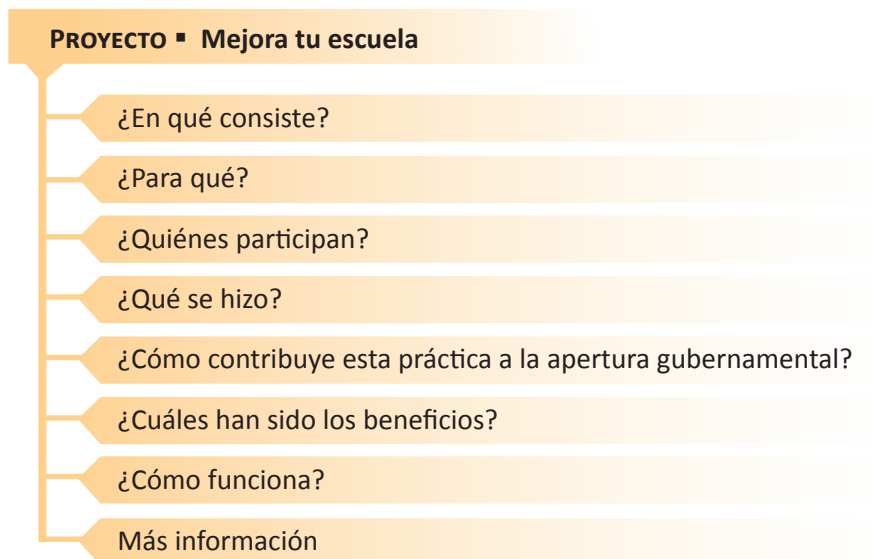 PROYECTO ▪ Mejora tu escuela
¿En qué consiste?
¿Para qué?
¿Quiénes participan?
¿Qué se hizo?
¿Cómo contribuye esta práctica a la apertura gubernamental?
¿Cuáles han sido los beneficios?
¿Cómo funciona?
Más información